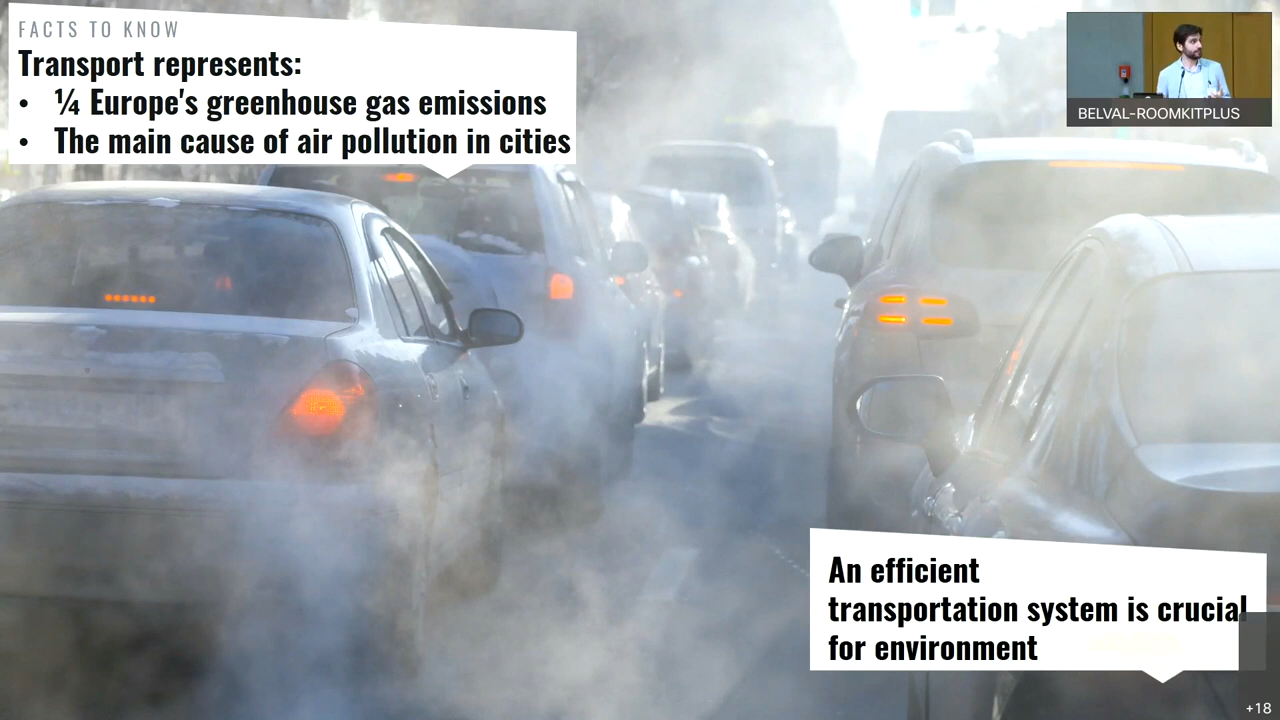 FACTS TO KNOW
Transport represents:
• ¼ Europe's greenhouse gas emissions
• The main cause of air pollution in cities
BELVAL-ROOMKITPLUS
An efficient
transportation system is crucial
for environment
+18